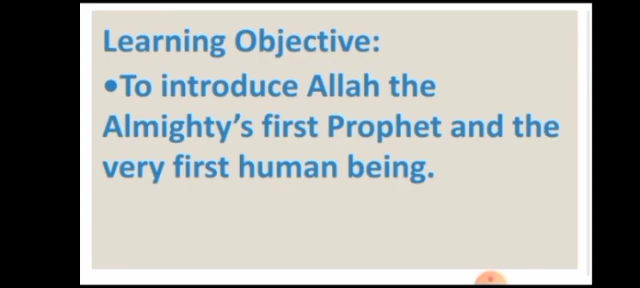 Learning Objective:
•To introduce Allah the
Almighty's first Prophet and the
very first human being.